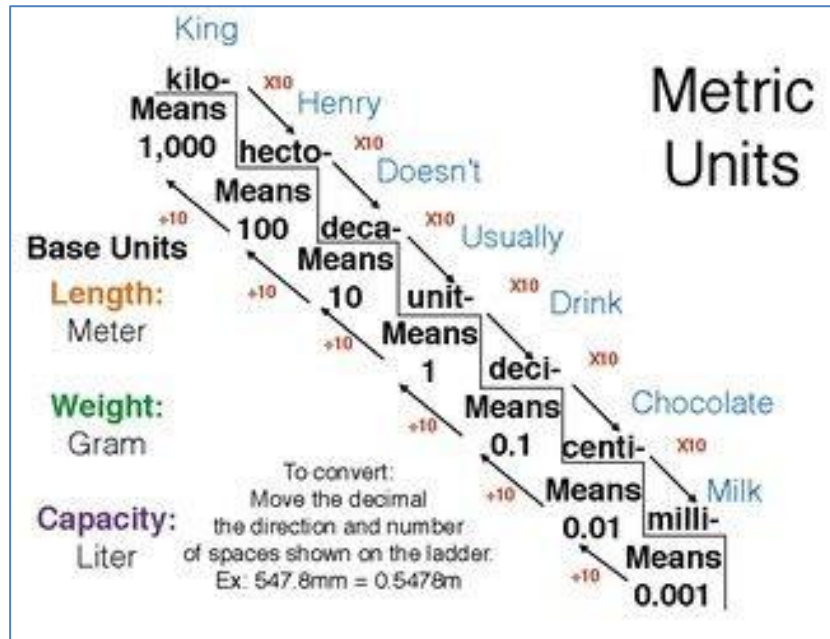 King
kilo-
Means
1,000
X10
Henry
hecto-
Means
100
X10
Doesn't
deca-
Means
10
X10
Usually
unit-
Means
1
X10
Drink
deci-
Means
0.1
X10
Chocolate
centi-
Means
0.01
X10
Milk
milli-
Means
0.001
÷10
÷10
÷10
÷10
÷10
÷10
Metric
Units
Base Units
Length:
Meter
Weight:
Gram
Capacity:
Liter
To convert:
Move the decimal
the direction and number
of spaces shown on the ladder.
Ex: 547.8mm = 0.5478m